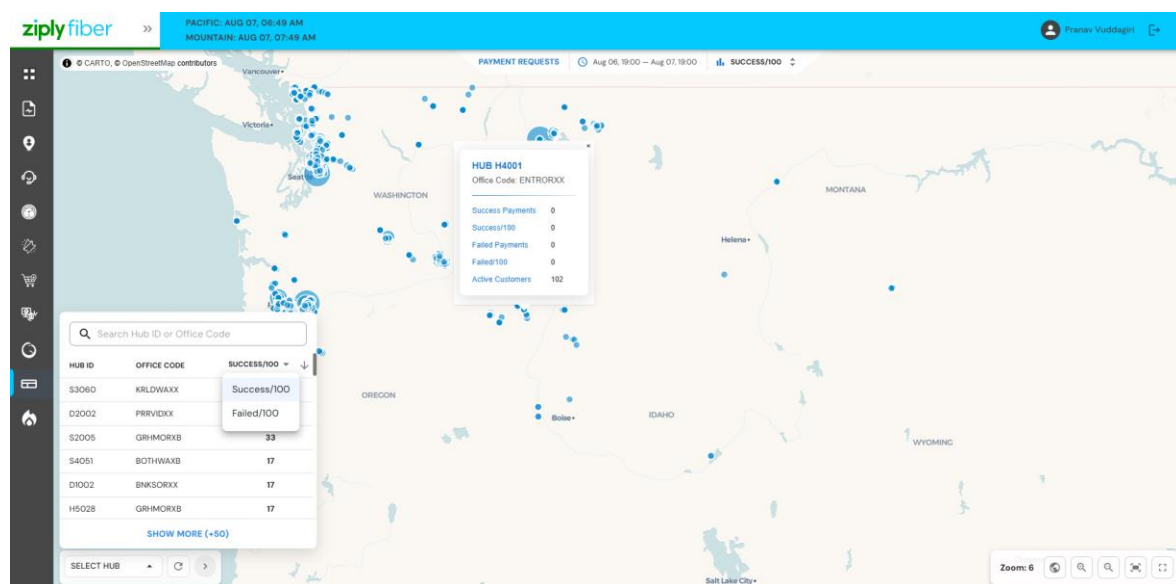 ziply fiber
»
PACIFIC: AUG 07, 06:49 AM
MOUNTAIN: AUG 07, 07:49 AM
Pranav Vuddagiri
© CARTO, © OpenStreetMap contributors
PAYMENT REQUESTS
Aug 06, 19:00 — Aug 07, 19:00
SUCCESS/100
Vancouver
Victoria
WASHINGTON
MONTANA
Helena
OREGON
Boise
IDAHO
WYOMING
Salt Lake City
HUB H4001
Office Code: ENTRORXX
Success Payments 0
Success/100 0
Failed Payments 0
Failed/100 0
Active Customers 102
Search Hub ID or Office Code
HUB ID OFFICE CODE SUCCESS/100
S3060 KRLDWAXX
D2002 PRRVIDXX
S2005 GRHMORXB 33
S4051 BOTHWAXB 17
D1002 BNKSORXX 17
H5028 GRHMORXB 17
Success/100
Failed/100
SHOW MORE (+50)
SELECT HUB
Zoom: 6